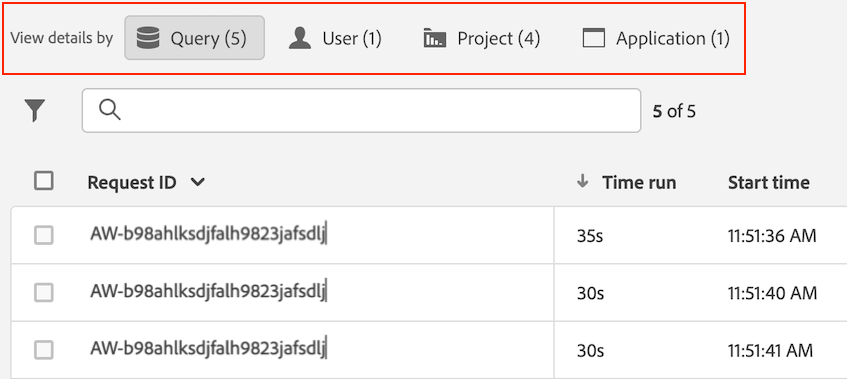 View details by Query (5) User (1) Project (4) Application (1)
5 of 5
Request ID Time run Start time
AW-b98ahlksdjfalh9823jafsdlj 35s 11:51:36 AM
AW-b98ahlksdjfalh9823jafsdlj 30s 11:51:40 AM
AW-b98ahlksdjfalh9823jafsdlj 30s 11:51:41 AM